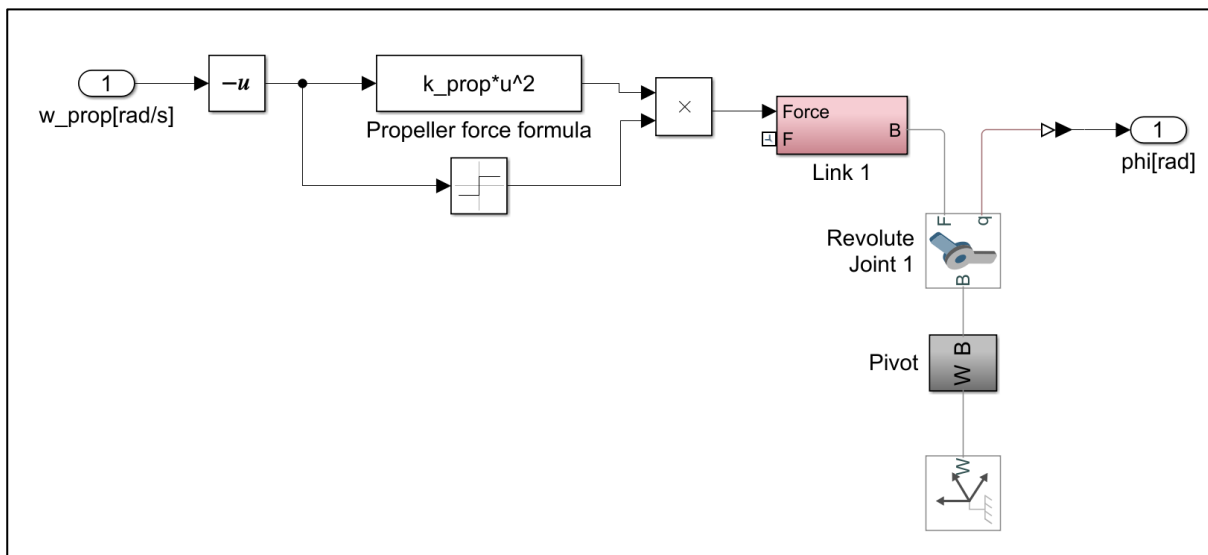 1
w_prop[rad/s]
-u
k_prop*u^2
Propeller force formula
×
Force
F
B
Link 1
1
phi[rad]
F
q
Revolute
Joint 1
B
Pivot
W B
W